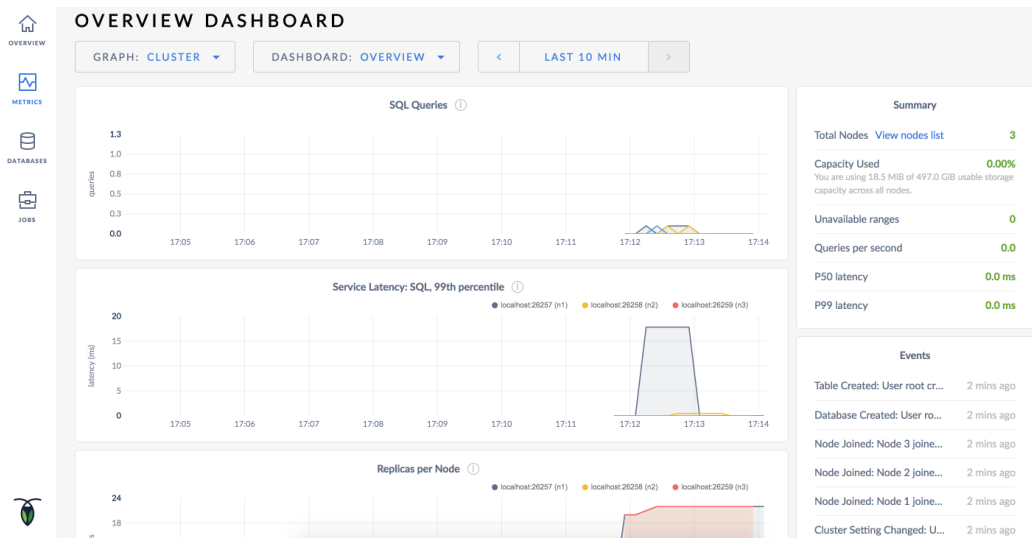 OVERVIEW DASHBOARD
OVERVIEW
METRICS
DATABASES
JOBS
GRAPH: CLUSTER
DASHBOARD: OVERVIEW
LAST 10 MIN
SQL Queries
queries
1.3
1.0
0.8
0.5
0.3
0.0
17:05 17:06 17:07 17:08 17:09 17:10 17:11 17:12 17:13 17:14
Service Latency: SQL, 99th percentile
localhost:26257 (n1) localhost:26258 (n2) localhost:26259 (n3)
latency (ms)
20
15
10
5
0
17:05 17:06 17:07 17:08 17:09 17:10 17:11 17:12 17:13 17:14
Replicas per Node
localhost:26257 (n1) localhost:26258 (n2) localhost:26259 (n3)
24
18
Summary
Total Nodes View nodes list 3
Capacity Used 0.00%
You are using 18.5 MiB of 497.0 GiB usable storage
capacity across all nodes.
Unavailable ranges 0
Queries per second 0.0
P50 latency 0.0 ms
P99 latency 0.0 ms
Events
Table Created: User root cr... 2 mins ago
Database Created: User ro... 2 mins ago
Node Joined: Node 3 joine... 2 mins ago
Node Joined: Node 2 joine... 2 mins ago
Node Joined: Node 1 joine... 2 mins ago
Cluster Setting Changed: U... 2 mins ago